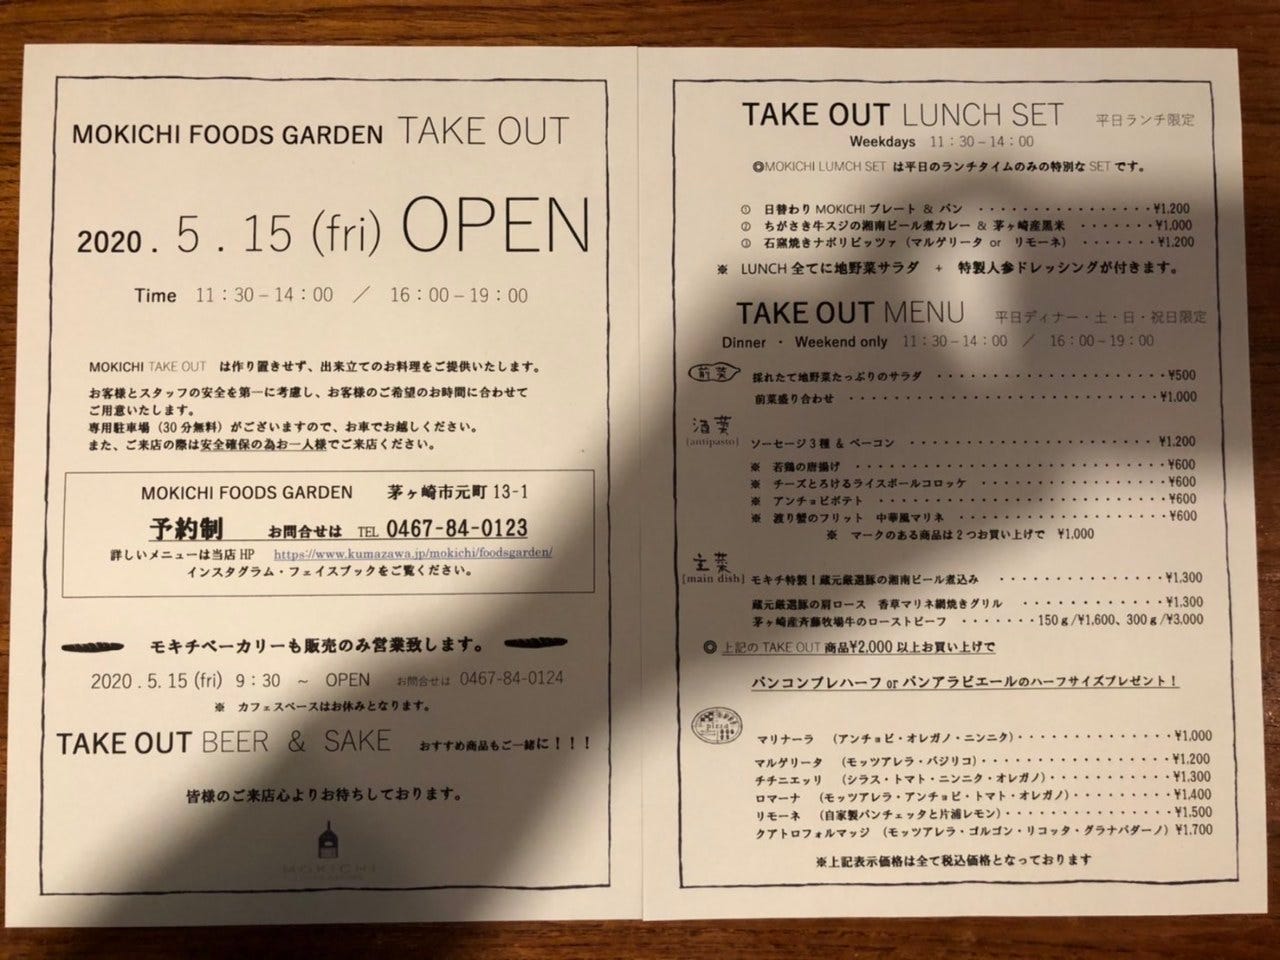 MOKICHI FOODS GARDEN TAKE OUT
2020 . 5 . 15 (fri) OPEN
Time 11：30－14：00 ／ 16：00－19：00
MOKICHI TAKE OUT は作り置きせず、出来立てのお料理をご提供いたします。
お客様とスタッフの安全を第一に考慮し、お客様のご希望のお時間に合わせて
ご用意いたします。
専用駐車場（30分無料）がございますので、お車でお越しください。
また、ご来店の際は安全確保の為お一人様でご来店ください。
MOKICHI FOODS GARDEN 茅ヶ崎市元町 13-1
予約制 お問合せは TEL 0467-84-0123
詳しいメニューは当店 HP https://www.kumazawa.jp/mokichi/foodsgarden/
インスタグラム・フェイスブックをご覧ください。
モキチベーカリーも販売のみ営業致します。
2020 . 5. 15 (fri) 9：30 ～ OPEN お問合せは 0467-84-0124
※ カフェスペースはお休みとなります。
TAKE OUT BEER & SAKE おすすめ商品もご一緒に！！！
皆様のご来店心よりお待ちしております。
MOKICHI
TAKE OUT LUNCH SET 平日ランチ限定
Weekdays 11：30－14：00
◎MOKICHI LUMCH SET は平日のランチタイムのみの特別な SET です。
① 日替わり MOKICHI プレート & パン ・・・・・・・・・・・・・・・・¥1,200
② ちがさき牛スジの湘南ビール煮カレー & 茅ヶ崎産黒米 ・・・・・・・¥1,000
③ 石窯焼きナポリピッツァ（マルゲリータ or リモーネ） ・・・・・・・¥1,200
※ LUNCH 全てに地野菜サラダ + 特製人参ドレッシングが付きます。
TAKE OUT MENU 平日ディナー・土・日・祝日限定
Dinner ・ Weekend only 11：30－14：00 ／ 16：00－19：00
前菜 採れたて地野菜たっぷりのサラダ ・・・・・・・・・・・・・・・・・・¥500
前菜盛り合わせ ・・・・・・・・・・・・・・・・・・・・・・・・¥1,000
酒菜
[antipasto] ソーセージ3種 & ベーコン ・・・・・・・・・・・・・・・・・・¥1,200
※ 若鶏の唐揚げ ・・・・・・・・・・・・・・・・・・・・・・・・・・¥600
※ チーズとろけるライスボールコロッケ ・・・・・・・・・・・・・・・¥600
※ アンチョビポテト ・・・・・・・・・・・・・・・・・・・・・・・・¥600
※ 渡り蟹のフリット 中華風マリネ ・・・・・・・・・・・・・・・・・¥600
※ マークのある商品は2つお買い上げで ¥1,000
主菜
[main dish] モキチ特製！蔵元厳選豚の湘南ビール煮込み ・・・・・・・・・・・・¥1,300
蔵元厳選豚の肩ロース 香草マリネ網焼きグリル ・・・・・・・・・・¥1,300
茅ヶ崎産斉藤牧場牛のローストビーフ ・・・・・・・150g/¥1,600、300g/¥3,000
◎ 上記の TAKE OUT 商品¥2,000 以上お買い上げで
パンコンプレハーフ or パンアラビエールのハーフサイズプレゼント！
マリナーラ （アンチョビ・オレガノ・ニンニク）・・・・・・・・・・・・・¥1,000
マルゲリータ （モッツアレラ・バジリコ）・・・・・・・・・・・・・・・・¥1,200
チチニエッリ （シラス・トマト・ニンニク・オレガノ）・・・・・・・・・・¥1,300
ロマーナ （モッツアレラ・アンチョビ・トマト・オレガノ）・・・・・・・・¥1,400
リモーネ （自家製パンチェッタと片浦レモン）・・・・・・・・・・・・・・¥1,500
クアトロフォルマッジ （モッツアレラ・ゴルゴン・リコッタ・グラナパダーノ）¥1,700
※上記表示価格は全て税込価格となっております